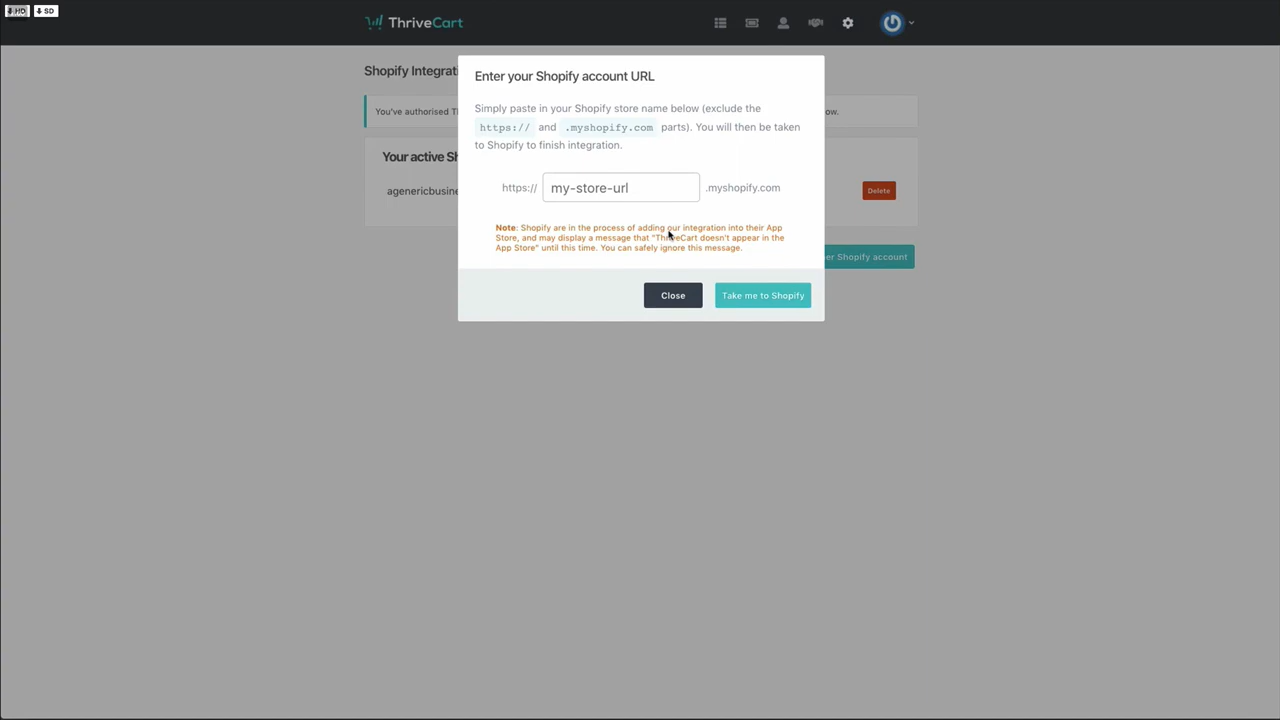 HD SD
ThriveCart
Shopify Integrati
Enter your Shopify account URL
You've authorised Th
Simply paste in your Shopify store name below (exclude the
https:// and .myshopify.com parts). You will then be taken
to Shopify to finish integration.
ow.
Your active Sh
agenericbusine
https:// my-store-url .myshopify.com
Delete
Note: Shopify are in the process of adding our integration into their App
Store, and may display a message that "ThriveCart doesn't appear in the
App Store" until this time. You can safely ignore this message.
er Shopify account
Close Take me to Shopify